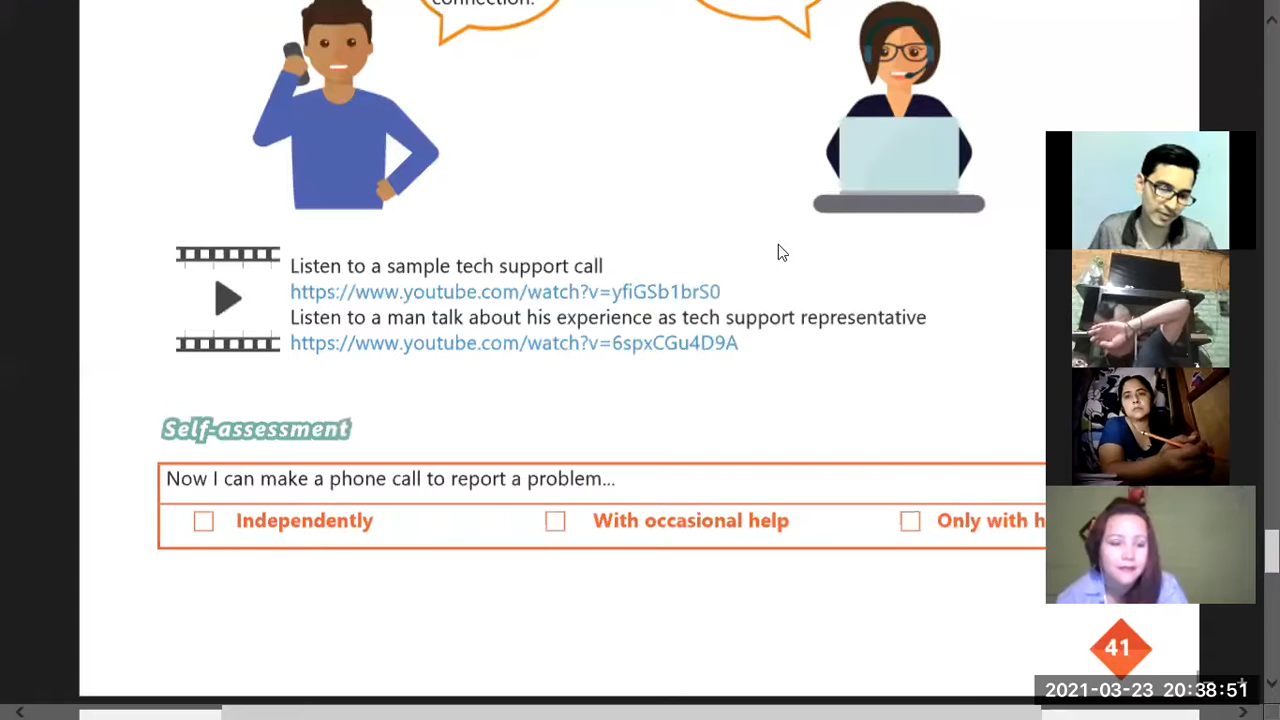 connection.
Listen to a sample tech support call
https://www.youtube.com/watch?v=yfiGSb1brS0
Listen to a man talk about his experience as tech support representative
https://www.youtube.com/watch?v=6spxCGu4D9A
Self-assessment
Now I can make a phone call to report a problem...
Independently With occasional help Only with h
41
2021-03-23 20:38:51